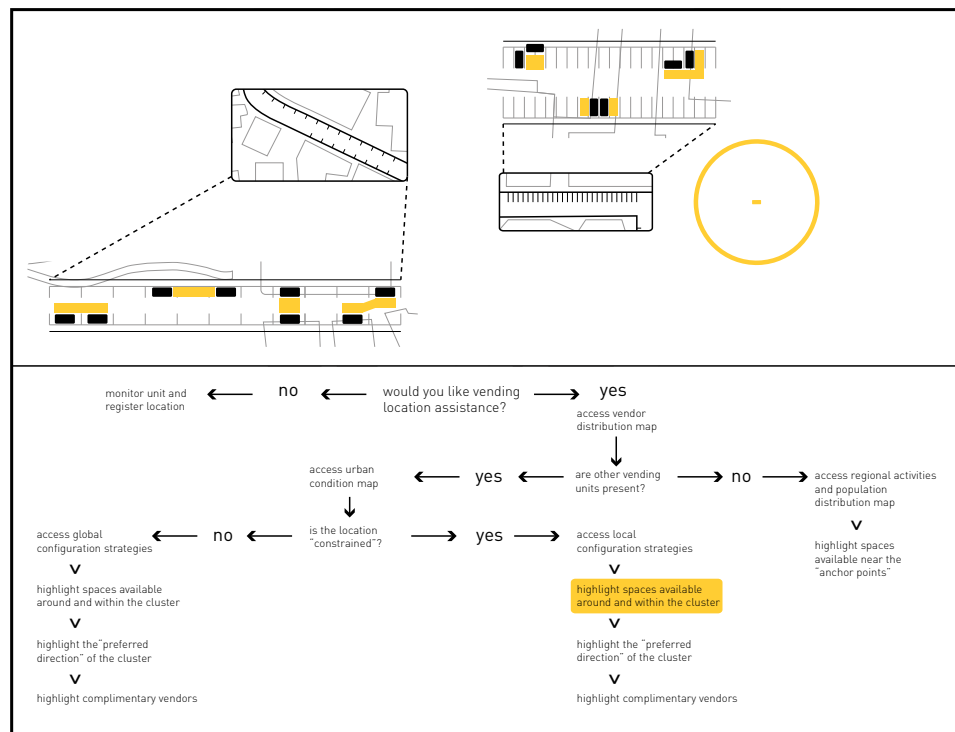 monitor unit and
register location
no
would you like vending
location assistance?
yes
access vendor
distribution map
access urban
condition map
yes
are other vending
units present?
no
access regional activities
and population
distribution map
access global
configuration strategies
no
is the location
"constrained"?
yes
access local
configuration strategies
highlight spaces
available near the
"anchor points"
highlight spaces available
around and within the cluster
highlight spaces available
around and within the cluster
highlight the"preferred
direction" of the cluster
highlight the "preferred
direction" of the cluster
highlight complimentary vendors
highlight complimentary vendors